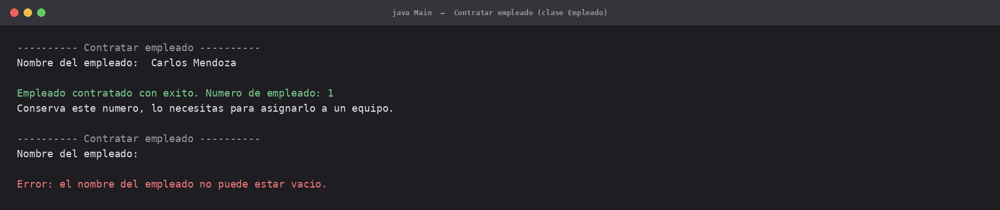 java Main  —  Contratar empleado (clase Empleado)
---------- Contratar empleado ----------
Nombre del empleado:  Carlos Mendoza
Empleado contratado con exito. Numero de empleado: 1
Conserva este numero, lo necesitas para asignarlo a un equipo.
---------- Contratar empleado ----------
Nombre del empleado:
Error: el nombre del empleado no puede estar vacio.